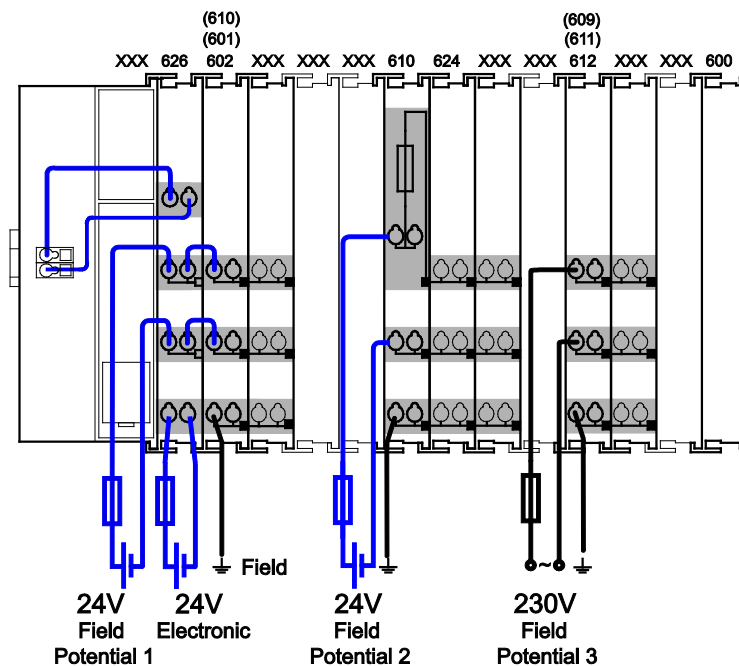 (610)
(609)
(601)
(611)
XXX 626 602 XXX XXX XXX 610 624 XXX XXX 612 XXX XXX 600
~
Field
24V
24V
24V
230V
Field
Electronic
Field
Field
Potential 1
Potential 2
Potential 3